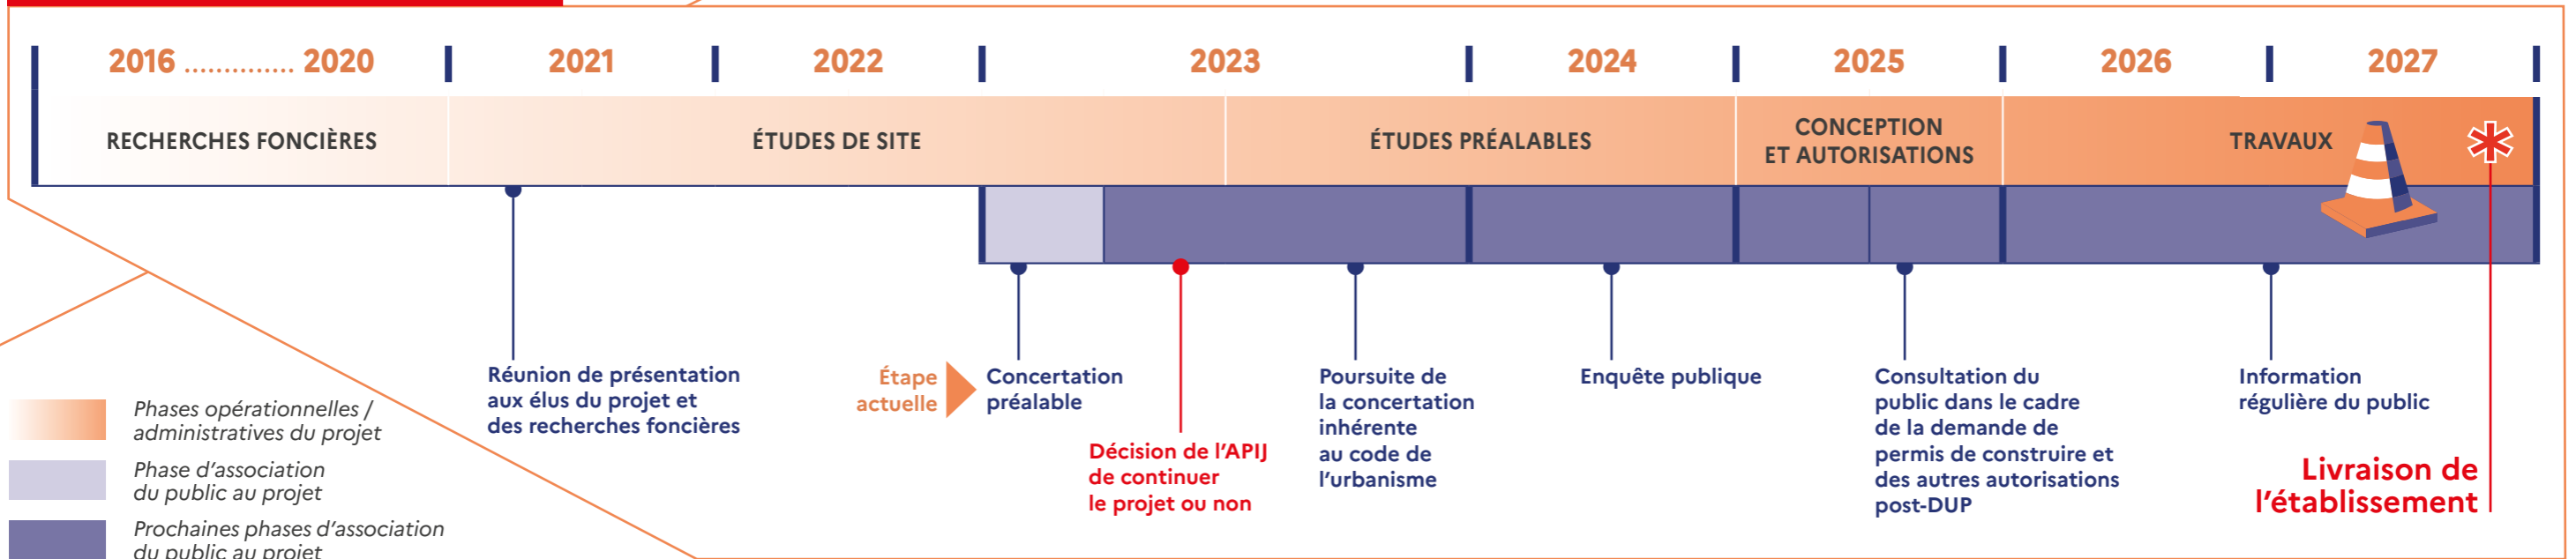 2016 .............. 2020
2021
2022
2023
2024
2025
2026
2027
RECHERCHES FONCIÈRES
ÉTUDES DE SITE
ÉTUDES PRÉALABLES
CONCEPTION
ET AUTORISATIONS
TRAVAUX
Réunion de présentation
aux élus du projet et
des recherches foncières
Étape
actuelle
Concertation
préalable
Décision de l’APIJ
de continuer
le projet ou non
Poursuite de
la concertation
inhérente
au code de
l’urbanisme
Enquête publique
Consultation du
public dans le cadre
de la demande de
permis de construire et
des autres autorisations
post-DUP
Information
régulière du public
Livraison de
l’établissement
Phases opérationnelles /
administratives du projet
Phase d’association
du public au projet
Prochaines phases d’association
du public au projet